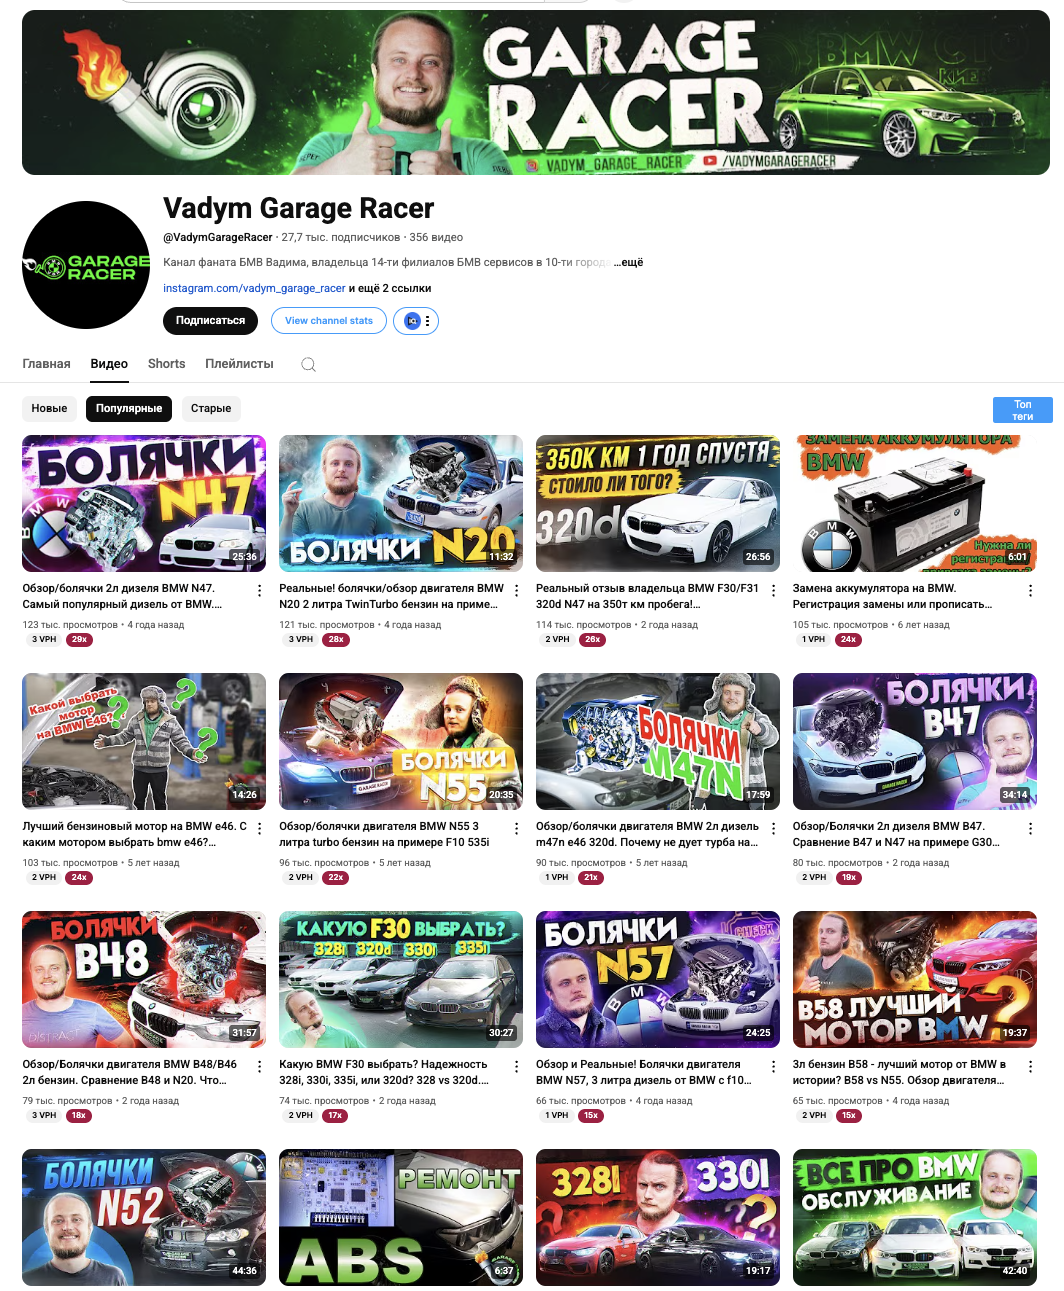 GARAGE
RACER
BMW СТО
КИЕВ
VADYM_GARAGE_RACER
/VADYMGARAGERACER
GARAGE
RACER
Vadym Garage Racer
@VadymGarageRacer · 27,7 тыс. подписчиков · 356 видео
Канал фаната БМВ Вадима, владельца 14-ти филиалов БМВ сервисов в 10-ти города ...ещё
instagram.com/vadym_garage_racer и ещё 2 ссылки
Подписаться
View channel stats
Главная
Видео
Shorts
Плейлисты
Новые
Популярные
Старые
Топ
теги
БОЛЯЧКИ
N47
BMW
25:36
БОЛЯЧКИ N20
11:32
350К КМ 1 ГОД СПУСТЯ
СТОИЛО ЛИ ТОГО?
320d
26:56
ЗАМЕНА АККУМУЛЯТОРА
BMW
BMW
Нужна ли
6:01
Обзор/болячки 2л дизеля BMW N47.
Самый популярный дизель от BMW....
123 тыс. просмотров · 4 года назад
3 VPH
29x
Реальные! болячки/обзор двигателя BMW
N20 2 литра TwinTurbo бензин на приме...
121 тыс. просмотров · 4 года назад
3 VPH
28x
Реальный отзыв владельца BMW F30/F31
320d N47 на 350т км пробега!...
114 тыс. просмотров · 2 года назад
2 VPH
26x
Замена аккумулятора на BMW.
Регистрация замены или прописать...
105 тыс. просмотров · 6 лет назад
1 VPH
24x
Какой выбрать
мотор
на BMW E46?
14:26
БОЛЯЧКИ
N55
GARAGE RACER
20:35
БОЛЯЧКИ
M47N
17:59
БОЛЯЧКИ
B47
GARAGE RACER
34:14
Лучший бензиновый мотор на BMW e46. С
каким мотором выбрать bmw e46?...
103 тыс. просмотров · 5 лет назад
2 VPH
24x
Обзор/болячки двигателя BMW N55 3
литра turbo бензин на примере F10 535i
96 тыс. просмотров · 5 лет назад
2 VPH
22x
Обзор/болячки двигателя BMW 2л дизель
m47n e46 320d. Почему не дует турба на...
90 тыс. просмотров · 5 лет назад
1 VPH
21x
Обзор/Болячки 2л дизеля BMW B47.
Сравнение B47 и N47 на примере G30...
80 тыс. просмотров · 2 года назад
2 VPH
19x
БОЛЯЧКИ
B48
31:57
КАКУЮ F30 ВЫБРАТЬ?
328i 320d 330i 335i
30:27
БОЛЯЧКИ
N57
BMW
24:25
B58 ЛУЧШИЙ
МОТОР BMW?
19:37
Обзор/Болячки двигателя BMW B48/B46
2л бензин. Сравнение B48 и N20. Что...
79 тыс. просмотров · 2 года назад
3 VPH
18x
Какую BMW F30 выбрать? Надежность
328i, 330i, 335i, или 320d? 328 vs 320d....
74 тыс. просмотров · 2 года назад
2 VPH
17x
Обзор и Реальные! Болячки двигателя
BMW N57, 3 литра дизель от BMW с f10...
66 тыс. просмотров · 4 года назад
1 VPH
15x
3л бензин B58 - лучший мотор от BMW в
истории? B58 vs N55. Обзор двигателя...
65 тыс. просмотров · 4 года назад
2 VPH
15x
БОЛЯЧКИ
N52
BMW
44:36
РЕМОНТ
ABS
6:37
328I
330I
19:17
ВСЕ ПРО BMW
ОБСЛУЖИВАНИЕ
42:40